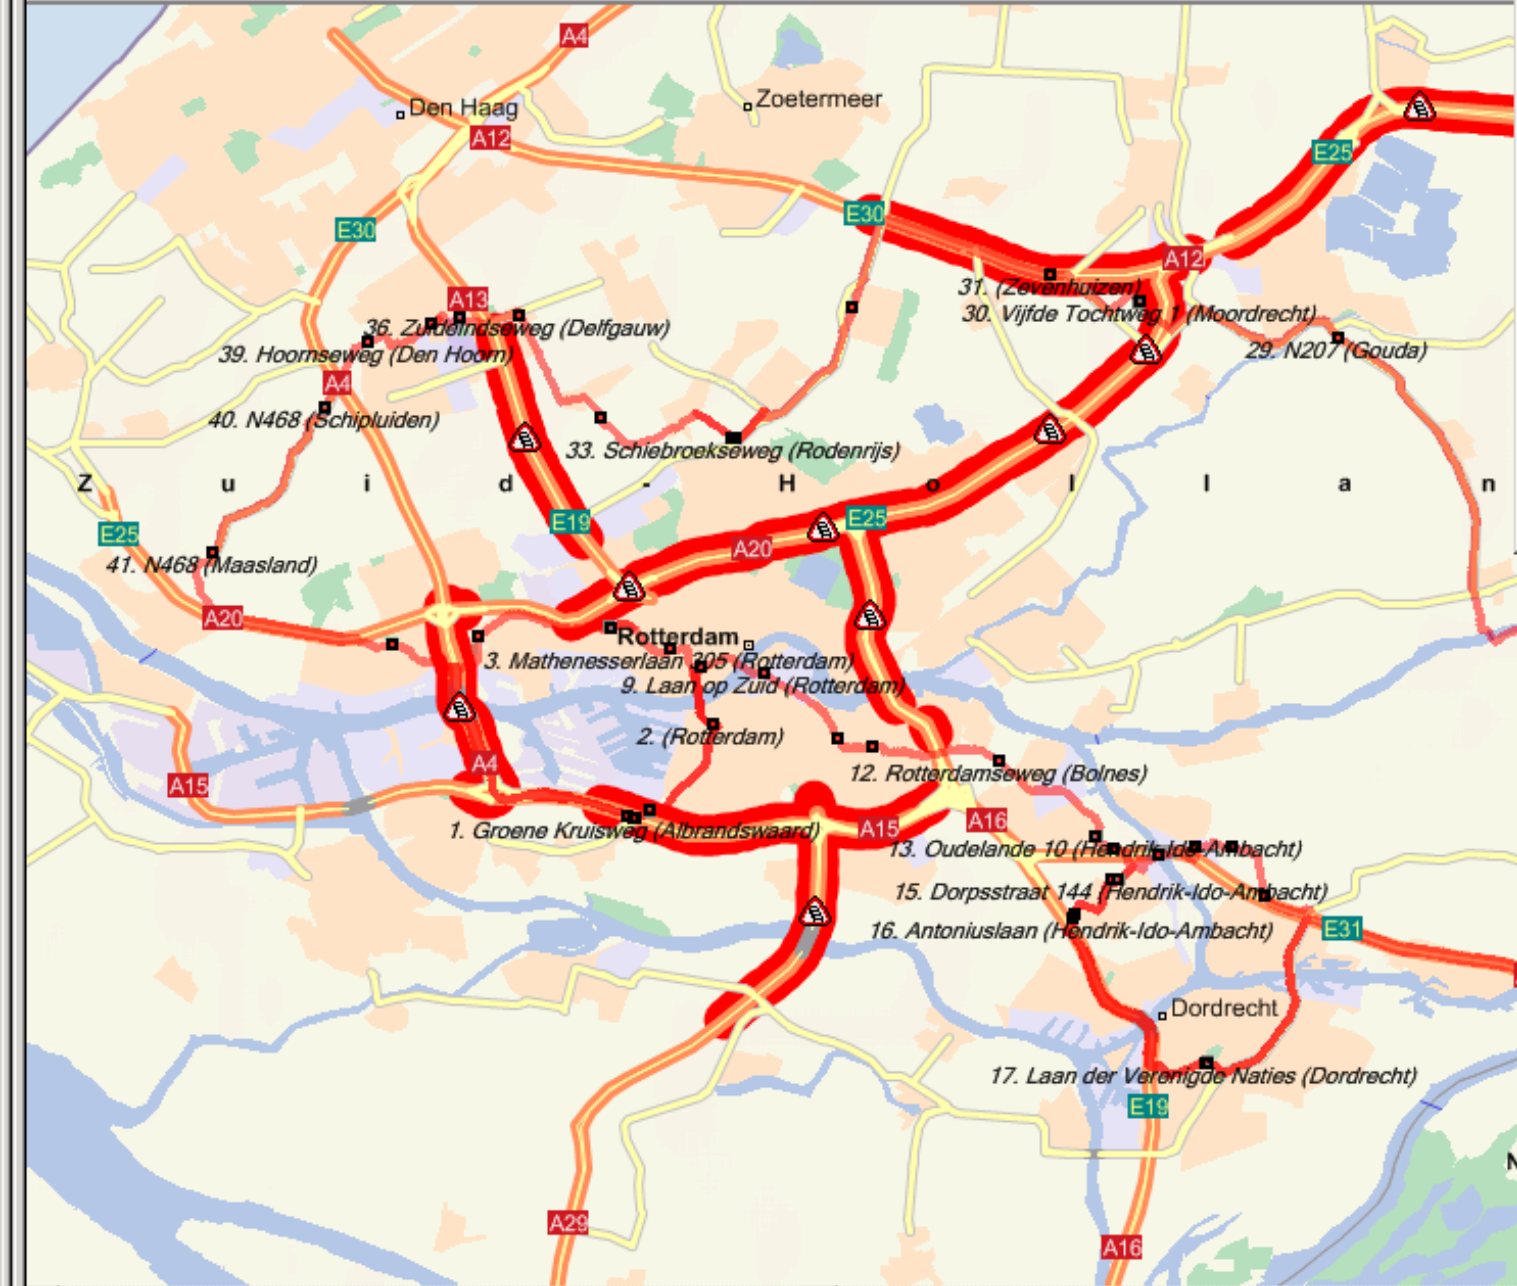 A4
Den Haag
Zoetermeer
A12
E25
E30
E30
A12
31. (Zevenhuizen)
A13
30. Vijfde Tochtweg 1 (Moordrecht)
36. Zuideindseweg (Delfgauw)
39. Hoornseweg (Den Hoorn)
29. N207 (Gouda)
A4
40. N468 (Schipluiden)
33. Schiebroekseweg (Rodenrijs)
Z u i d - H o l l a n
E25
E19
E25
A20
41. N468 (Maasland)
A20
Rotterdam
3. Mathenesserlaan 305 (Rotterdam)
9. Laan op Zuid (Rotterdam)
2. (Rotterdam)
A4
12. Rotterdamseweg (Bolnes)
A15
A16
1. Groene Kruisweg (Albrandswaard)
A15
13. Oudelande 10 (Hendrik-Ido-Ambacht)
15. Dorpsstraat 144 (Hendrik-Ido-Ambacht)
16. Antoniuslaan (Hendrik-Ido-Ambacht)
E31
Dordrecht
17. Laan der Verenigde Naties (Dordrecht)
E19
A29
A16